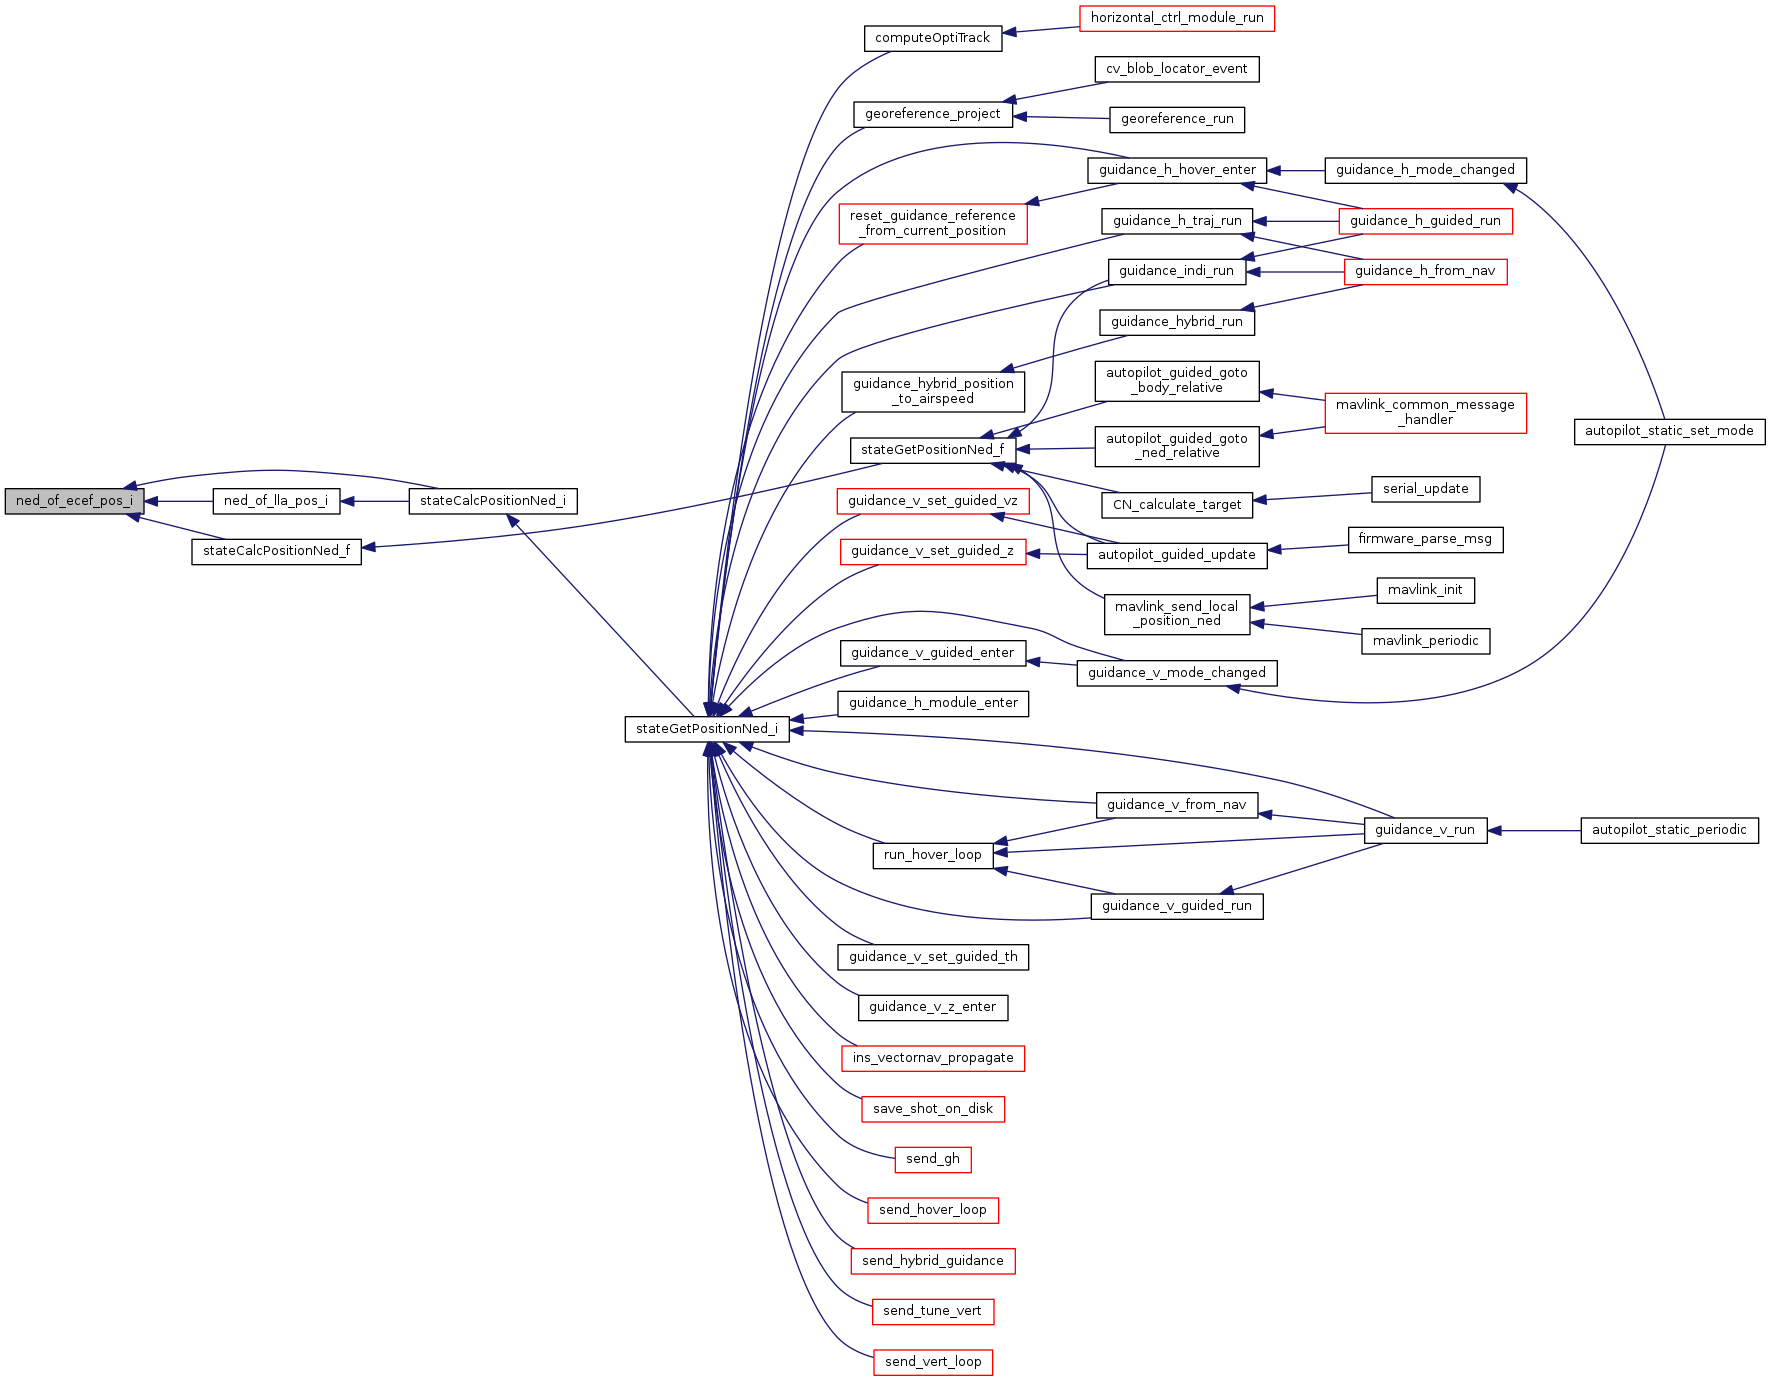 horizontal_ctrl_module_run
computeOptiTrack
cv_blob_locator_event
georeference_project
georeference_run
guidance_h_hover_enter
guidance_h_mode_changed
reset_guidance_reference
_from_current_position
guidance_h_traj_run
guidance_h_guided_run
guidance_indi_run
guidance_h_from_nav
guidance_hybrid_run
guidance_hybrid_position
_to_airspeed
autopilot_guided_goto
_body_relative
mavlink_common_message
_handler
autopilot_static_set_mode
stateGetPositionNed_f
autopilot_guided_goto
_ned_relative
ned_of_ecef_pos_i
ned_of_lla_pos_i
stateCalcPositionNed_i
guidance_v_set_guided_vz
CN_calculate_target
serial_update
stateCalcPositionNed_f
guidance_v_set_guided_z
autopilot_guided_update
firmware_parse_msg
mavlink_send_local
_position_ned
mavlink_init
mavlink_periodic
guidance_v_guided_enter
guidance_v_mode_changed
guidance_h_module_enter
stateGetPositionNed_i
guidance_v_from_nav
guidance_v_run
autopilot_static_periodic
run_hover_loop
guidance_v_guided_run
guidance_v_set_guided_th
guidance_v_z_enter
ins_vectornav_propagate
save_shot_on_disk
send_gh
send_hover_loop
send_hybrid_guidance
send_tune_vert
send_vert_loop